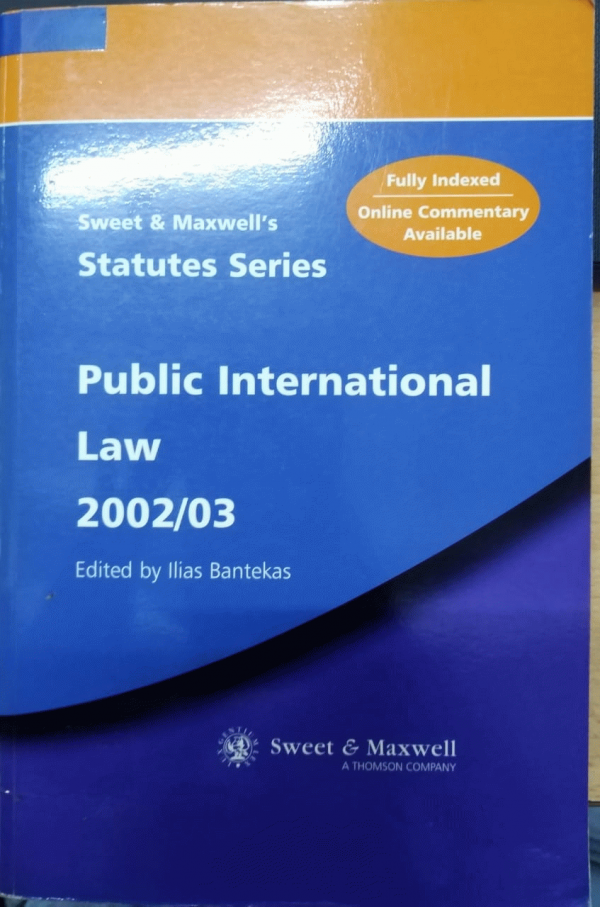 Fully Indexed
Online Commentary
Available
Sweet & Maxwell's
Statutes Series
Public International
Law
2002/03
Edited by Ilias Bantekas
Sweet & Maxwell
A THOMSON COMPANY